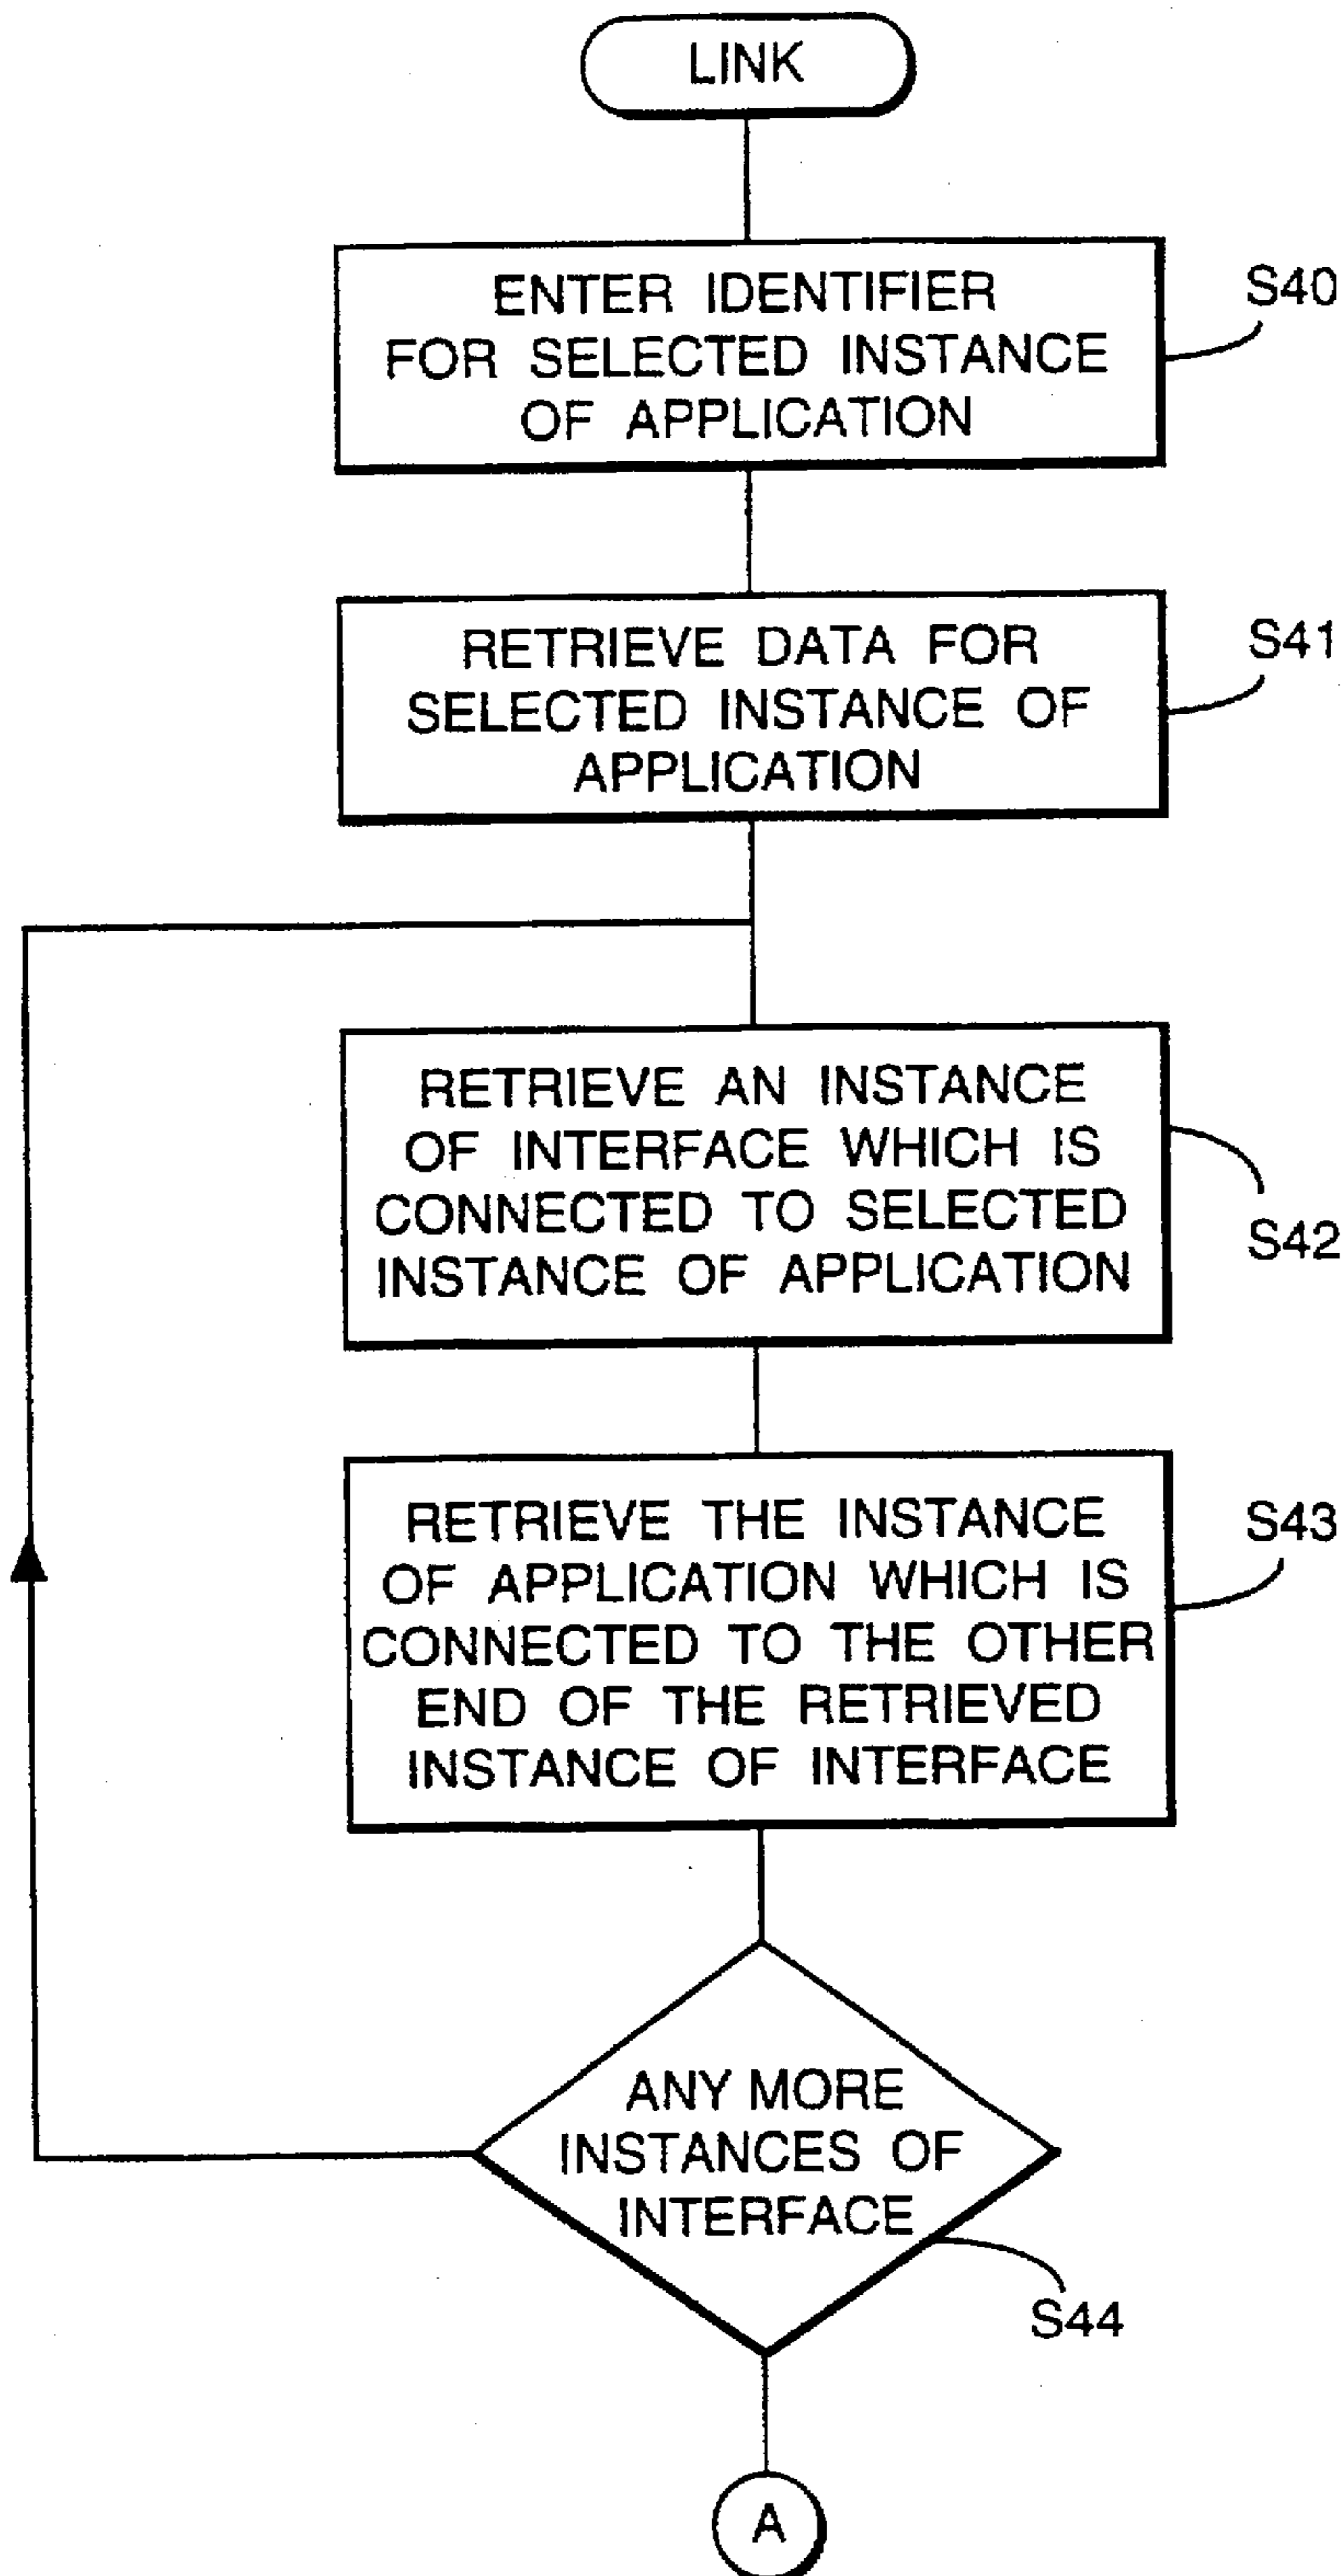 LINK
ENTER IDENTIFIER
FOR SELECTED INSTANCE
OF APPLICATION
S40
RETRIEVE DATA FOR
SELECTED INSTANCE OF
APPLICATION
S41
RETRIEVE AN INSTANCE
OF INTERFACE WHICH IS
CONNECTED TO SELECTED
INSTANCE OF APPLICATION
S42
RETRIEVE THE INSTANCE
OF APPLICATION WHICH IS
CONNECTED TO THE OTHER
END OF THE RETRIEVED
INSTANCE OF INTERFACE
S43
ANY MORE
INSTANCES OF
INTERFACE
S44
A